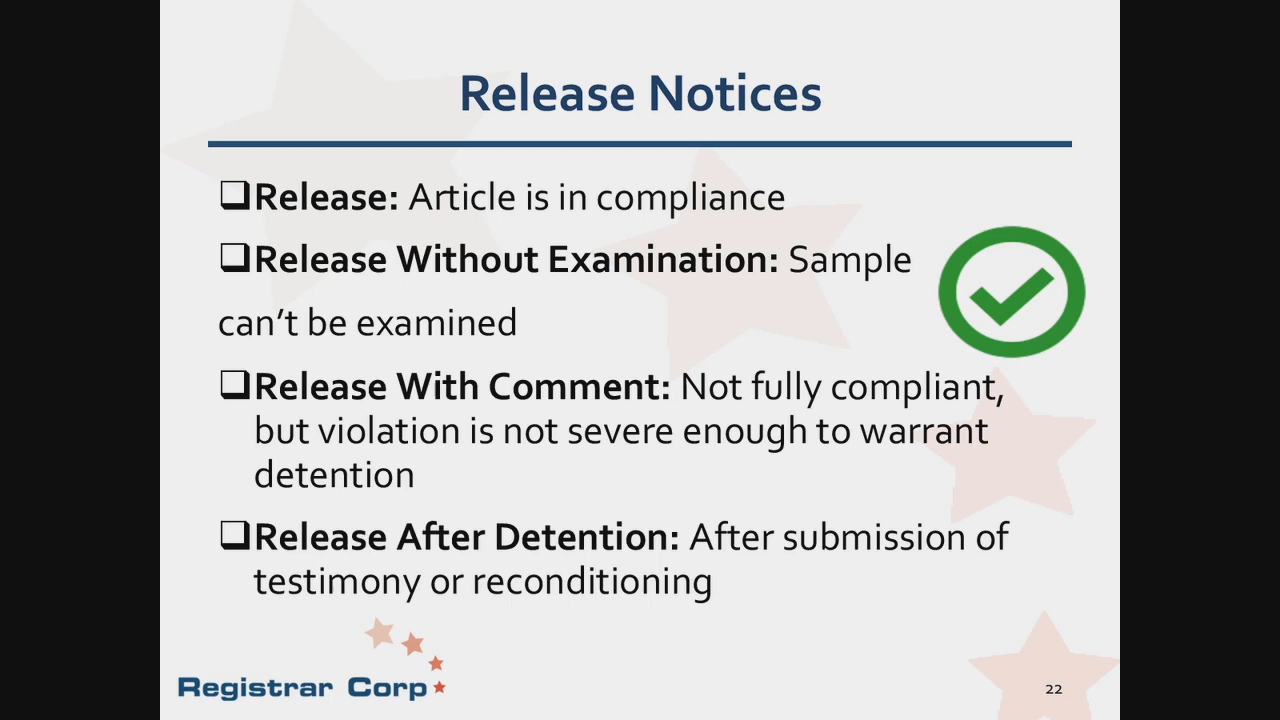 Release Notices
❑Release: Article is in compliance
❑Release Without Examination: Sample
can't be examined
❑Release With Comment: Not fully compliant,
but violation is not severe enough to warrant
detention
❑Release After Detention: After submission of
testimony or reconditioning
Registrar Corp
22